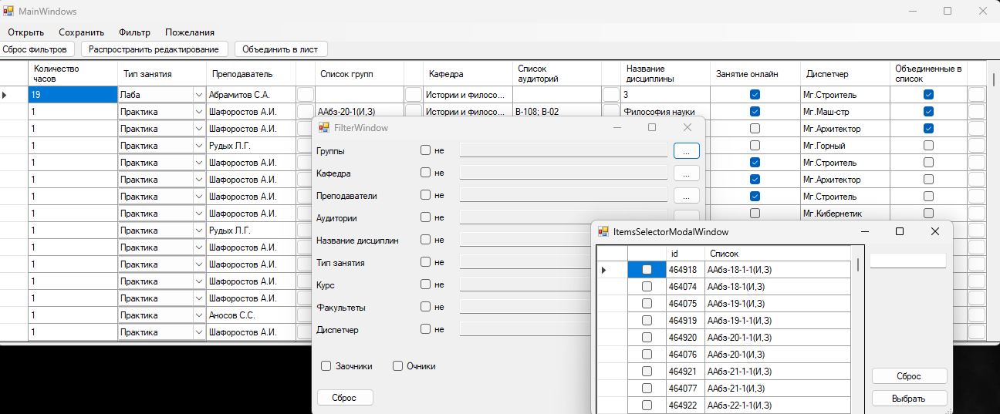 MainWindows
Открыть Сохранить Фильтр Пожелания
Сброс фильтров Распространить редактирование Объединить в лист
Количество часов Тип занятия Преподаватель Список групп Кафедра Список аудиторий Название дисциплины Занятие онлайн Диспетчер Объединенные в список
19 Лаба Абрамитов С.А. Истории и филосо... 3 Мг.Строитель
1 Практика Шафоростов А.И. ААбз-20-1(И,З) Истории и филосо... В-108; В-02 Философия науки Мг.Маш-стр
1 Практика Шафоростов А.И. Мг.Архитектор
1 Практика Рудых Л.Г. Мг.Горный
1 Практика Шафоростов А.И. Мг.Строитель
1 Практика Шафоростов А.И. Мг.Архитектор
1 Практика Шафоростов А.И. Мг.Строитель
1 Практика Шафоростов А.И. Мг.Кибернетик
1 Практика Рудых Л.Г.
1 Практика Шафоростов А.И.
1 Практика Шафоростов А.И.
1 Практика Шафоростов А.И.
1 Практика Шафоростов А.И.
1 Практика Аносов С.С.
1 Практика Шафоростов А.И.
FilterWindow
Группы не ...
Кафедра не ...
Преподаватели не ...
Аудитории не
Название дисциплин не
Тип занятия не
Курс не
Факультеты не
Диспетчер не
Заочники Очники
Сброс
ItemsSelectorModalWindow
id Список
464918 ААбз-18-1-1(И,З)
464074 ААбз-18-1(И,З)
464075 ААбз-19-1(И,З)
464919 ААбз-19-1-1(И,З)
464920 ААбз-20-1-1(И,З)
464076 ААбз-20-1(И,З)
464921 ААбз-21-1-1(И,З)
464077 ААбз-21-1(И,З)
464922 ААбз-22-1-1(И,З)
Сброс
Выбрать